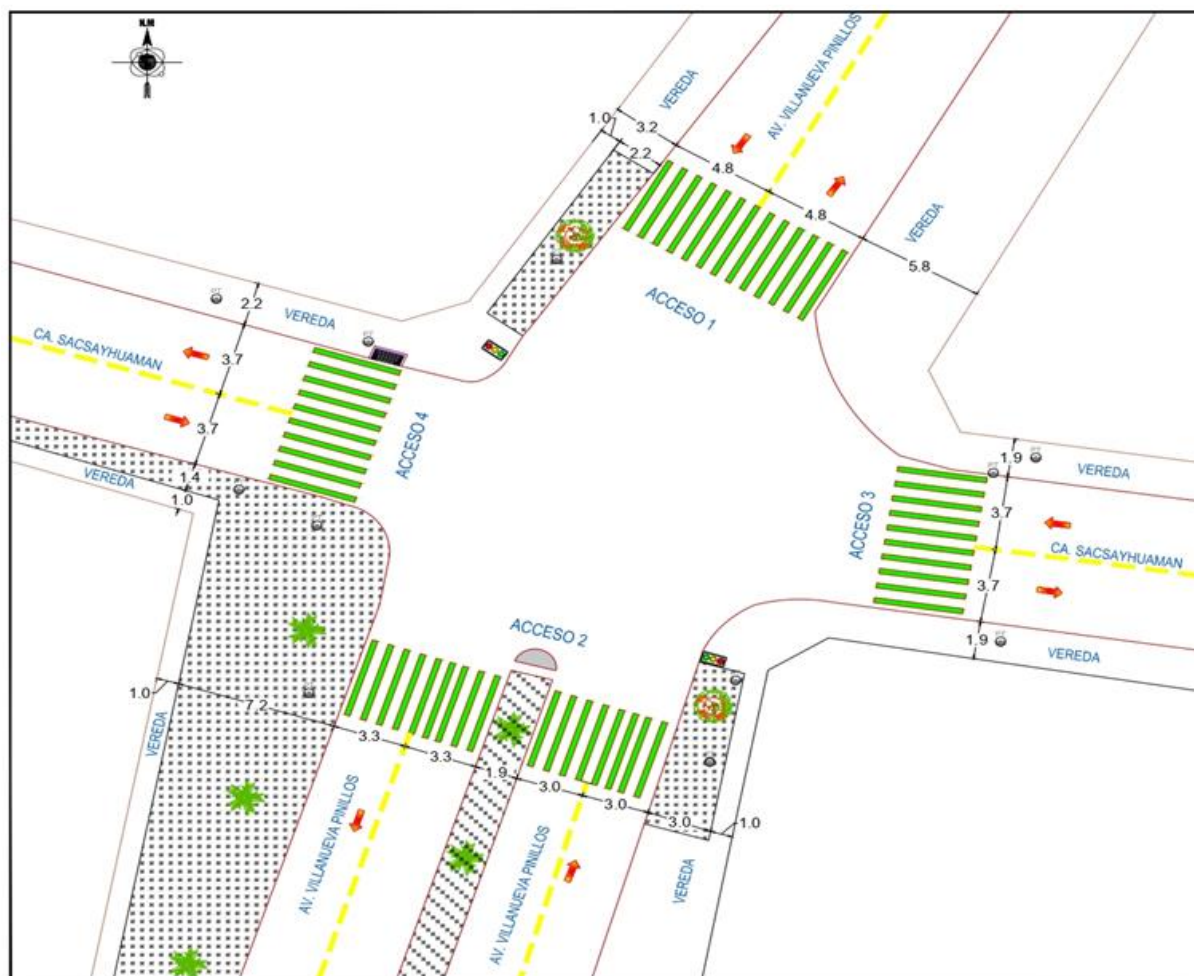 N.M
VEREDA
AV. VILLANUEVA PINILLOS
1.0
3.2
2.2
4.8
4.8
VEREDA
5.8
ACCESO 1
2.2
VEREDA
CA. SACSAYHUAMAN
3.7
3.7
ACCESO 4
1.4
VEREDA
1.0
1.9
VEREDA
ACCESO 3
3.7
CA. SACSAYHUAMAN
3.7
1.9
VEREDA
ACCESO 2
1.0
7.2
VEREDA
3.3
3.3
1.9
3.0
3.0
3.0
1.0
AV. VILLANUEVA PINILLOS
AV. VILLANUEVA PINILLOS
VEREDA